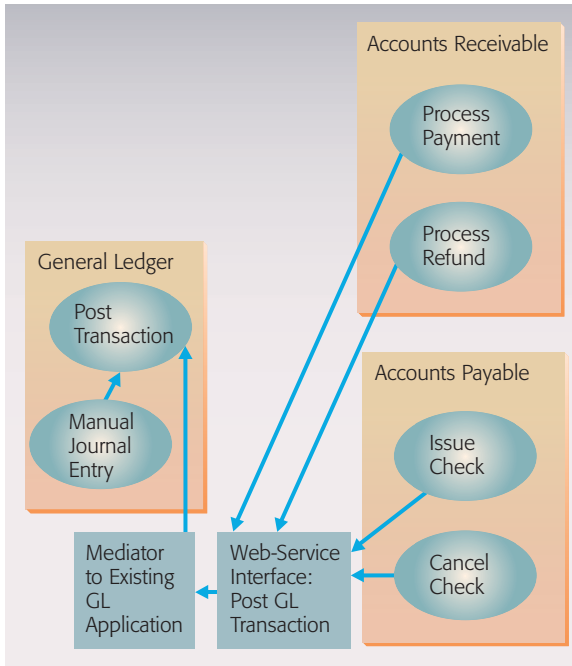 Accounts Receivable
Process
Payment
Process
Refund
General Ledger
Post
Transaction
Manual
Journal
Entry
Accounts Payable
Issue
Check
Cancel
Check
Mediator
to Existing
GL
Application
Web-Service
Interface:
Post GL
Transaction